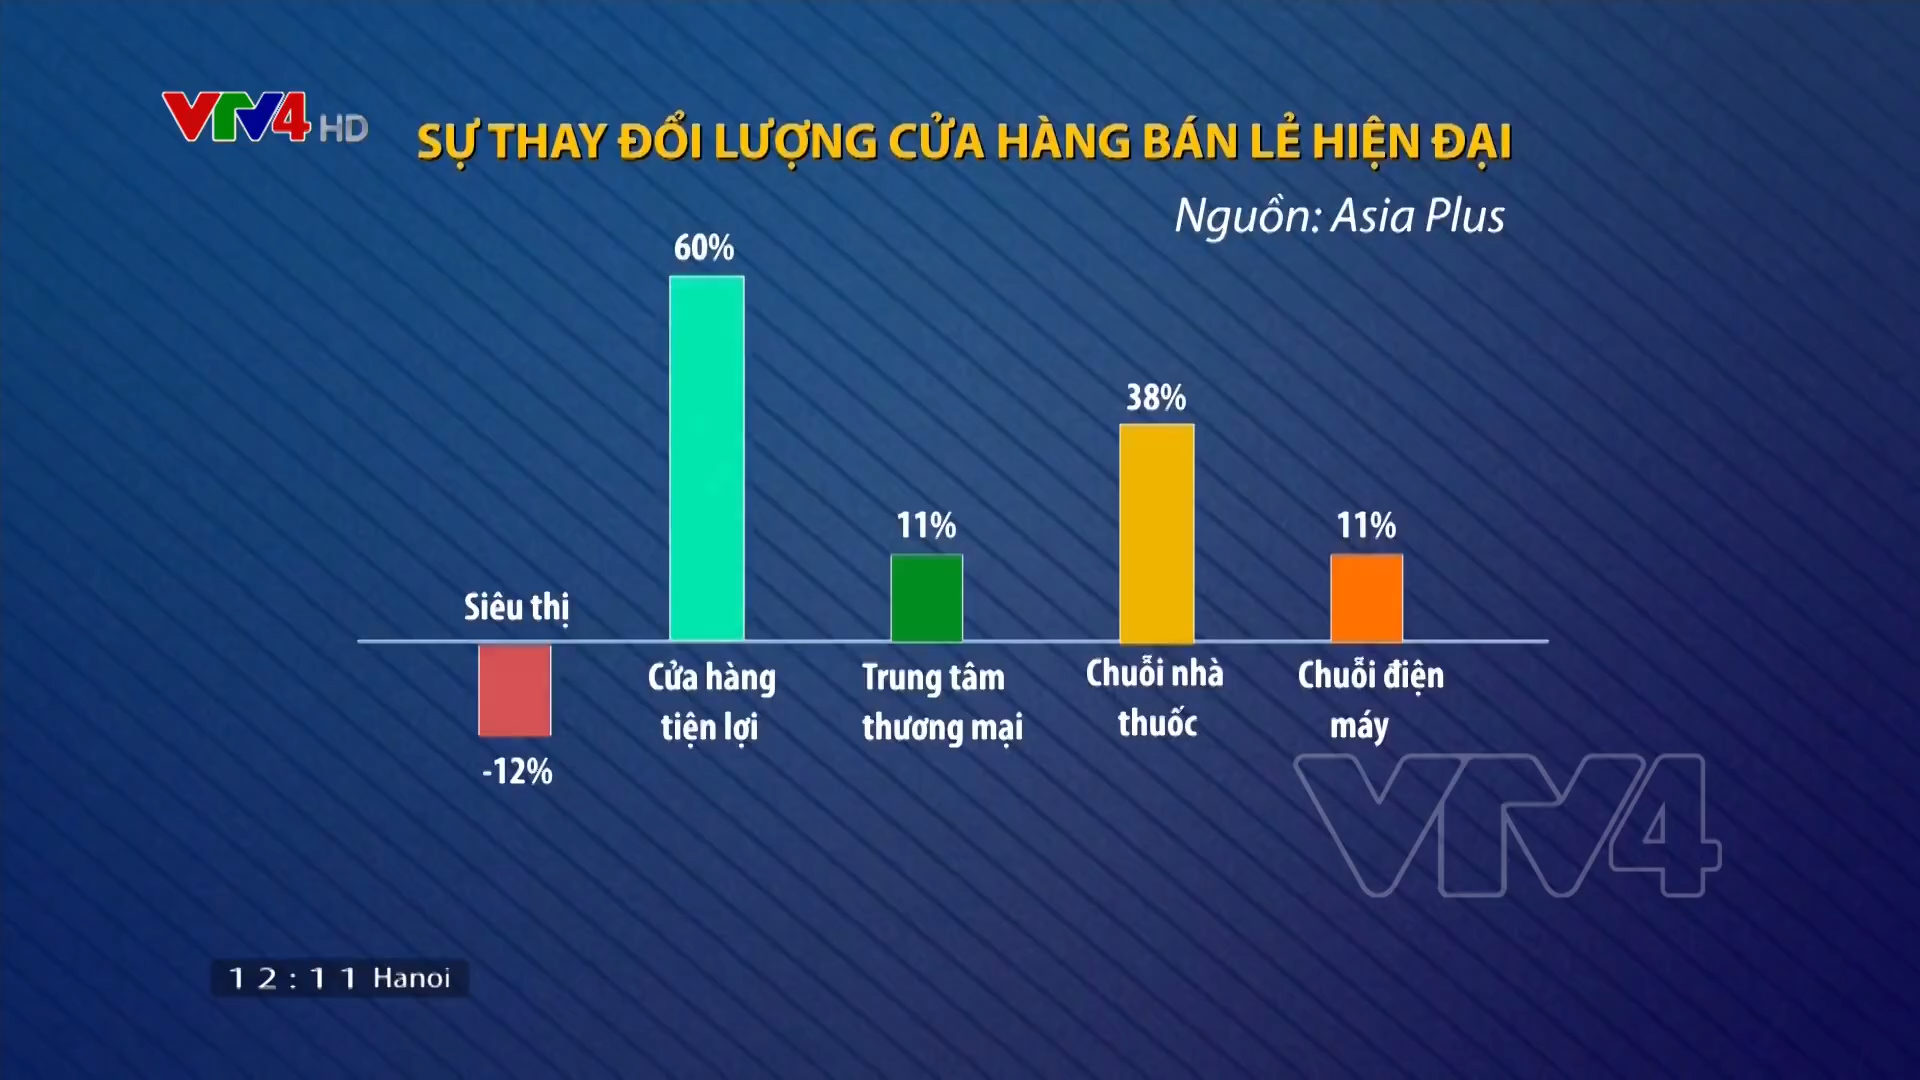 VTV4 HD
SỰ THAY ĐỔI LƯỢNG CỬA HÀNG BÁN LẺ HIỆN ĐẠI
Nguồn: Asia Plus
60%
38%
11%
11%
Siêu thị
Cửa hàng
tiện lợi
Trung tâm
thương mại
Chuỗi nhà
thuốc
Chuỗi điện
máy
-12%
VTV4
12:11 Hanoi